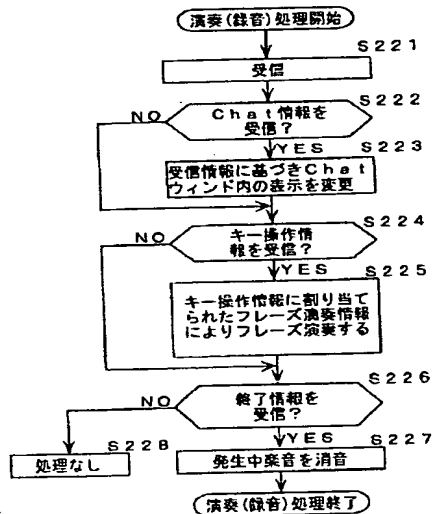 演奏(録音)処理開始
S221
受信
S222
Chat情報を
受信?
NO
YES
S223
受信情報に基づきChat
ウィンド内の表示を変更
S224
キー操作情
報を受信?
NO
YES
S225
キー操作情報に割り当て
られたフレーズ演奏情報
によりフレーズ演奏する
S226
終了情報を
受信?
NO
YES
S227
S228
処理なし
発生中楽音を消音
演奏(録音)処理終了